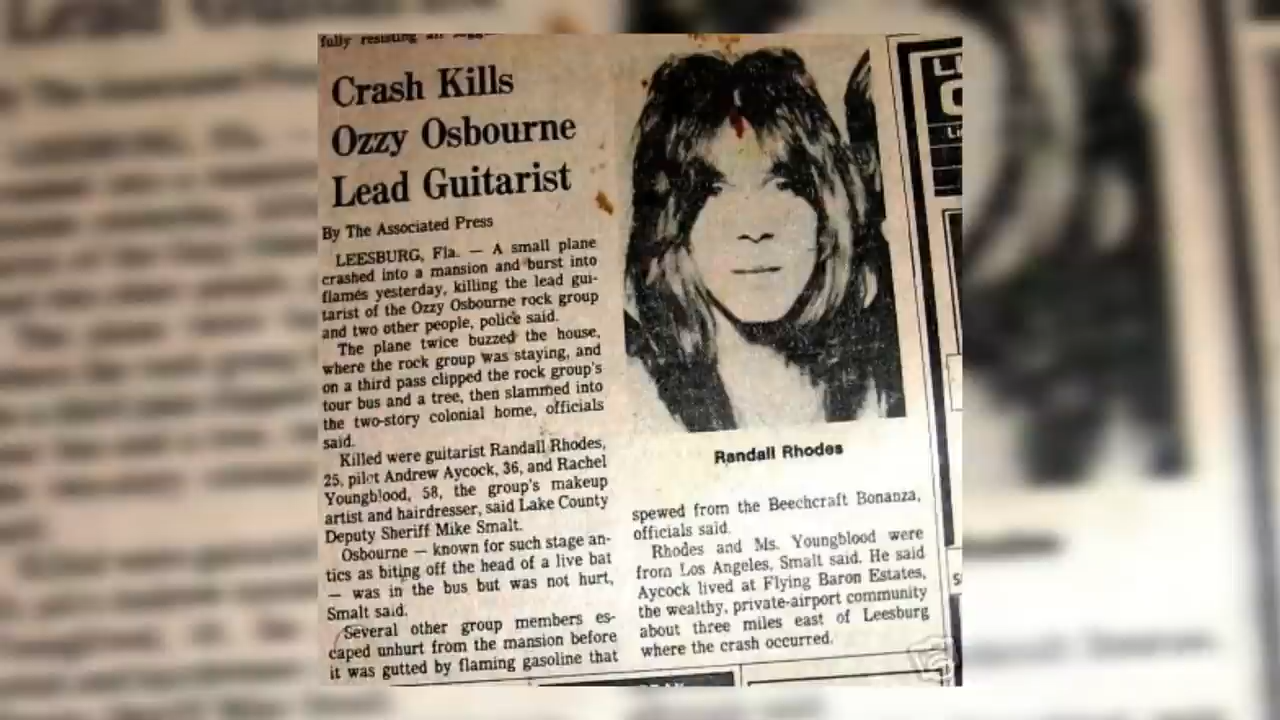 fully resisting
Crash Kills
Ozzy Osbourne
Lead Guitarist
By The Associated Press
LEESBURG, Fla. — A small plane
crashed into a mansion and burst into
flames yesterday, killing the lead gui-
tarist of the Ozzy Osbourne rock group
and two other people, police said.
The plane twice buzzed the house,
where the rock group was staying, and
on a third pass clipped the rock group's
tour bus and a tree, then slammed into
the two-story colonial home, officials
said.
Killed were guitarist Randall Rhodes,
25, pilot Andrew Aycock, 36, and Rachel
Youngblood, 58, the group's makeup
artist and hairdresser, said Lake County
Deputy Sheriff Mike Smalt.
Osbourne — known for such stage an-
tics as biting off the head of a live bat
— was in the bus but was not hurt,
Smalt said.
Several other group members es-
caped unhurt from the mansion before
it was gutted by flaming gasoline that
Randall Rhodes
spewed from the Beechcraft Bonanza,
officials said.
Rhodes and Ms. Youngblood were
from Los Angeles, Smalt said. He said
Aycock lived at Flying Baron Estates,
the wealthy, private-airport community
about three miles east of Leesburg
where the crash occurred.